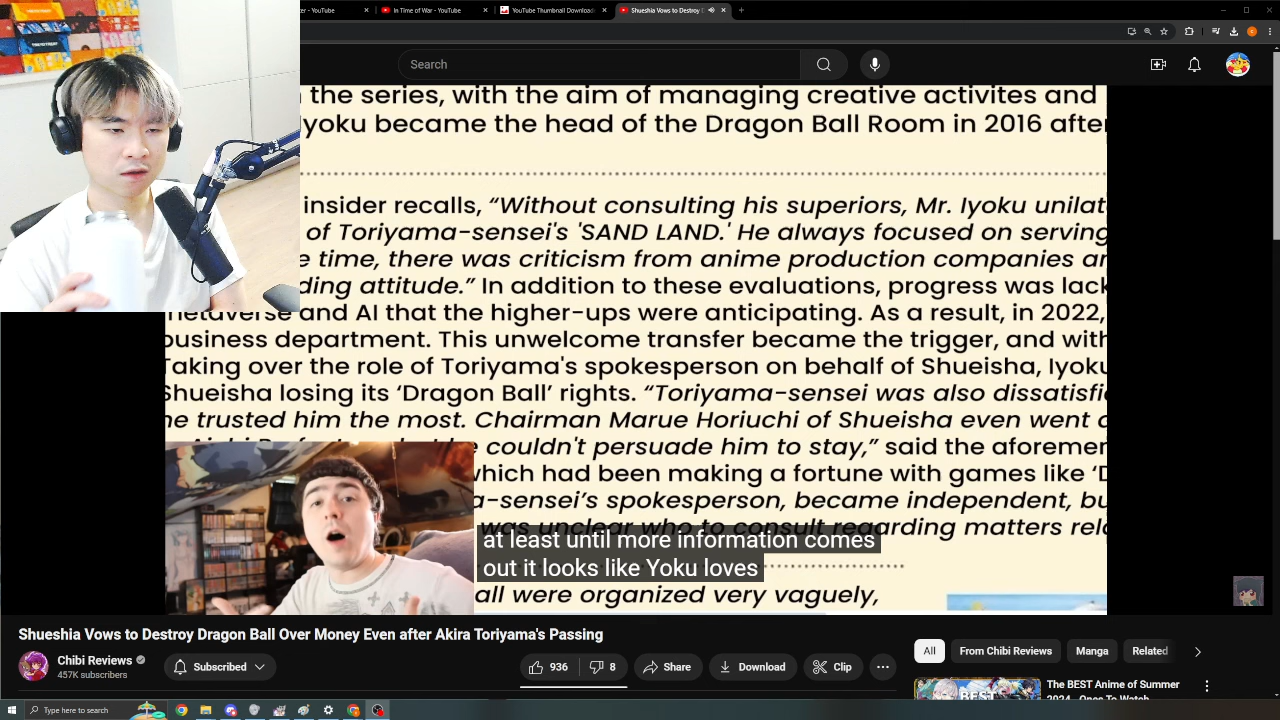 er - YouTube
In Time of War - YouTube
YouTube Thumbnail Download
Shueshia Vows to Destroy D
Search
the series, with the aim of managing creative activites and
Iyoku became the head of the Dragon Ball Room in 2016 after
insider recalls, “Without consulting his superiors, Mr. Iyoku unilat
of Toriyama-sensei's 'SAND LAND.' He always focused on serving
e time, there was criticism from anime production companies an
ding attitude.” In addition to these evaluations, progress was lack
metaverse and AI that the higher-ups were anticipating. As a result, in 2022,
business department. This unwelcome transfer became the trigger, and with
Taking over the role of Toriyama's spokesperson on behalf of Shueisha, Iyoku
Shueisha losing its ‘Dragon Ball’ rights. “Toriyama-sensei was also dissatisfie
he trusted him the most. Chairman Marue Horiuchi of Shueisha even went
couldn't persuade him to stay,” said the aforemen
which had been making a fortune with games like ‘D
a-sensei’s spokesperson, became independent, bu
was unclear who to consult regarding matters rela
at least until more information comes
out it looks like Yoku loves
all were organized very vaguely,
Shueshia Vows to Destroy Dragon Ball Over Money Even after Akira Toriyama's Passing
Chibi Reviews
457K subscribers
Subscribed
936
8
Share
Download
Clip
All
From Chibi Reviews
Manga
Related
The BEST Anime of Summer
2024 - Ones To Watch
BEST
Type here to search